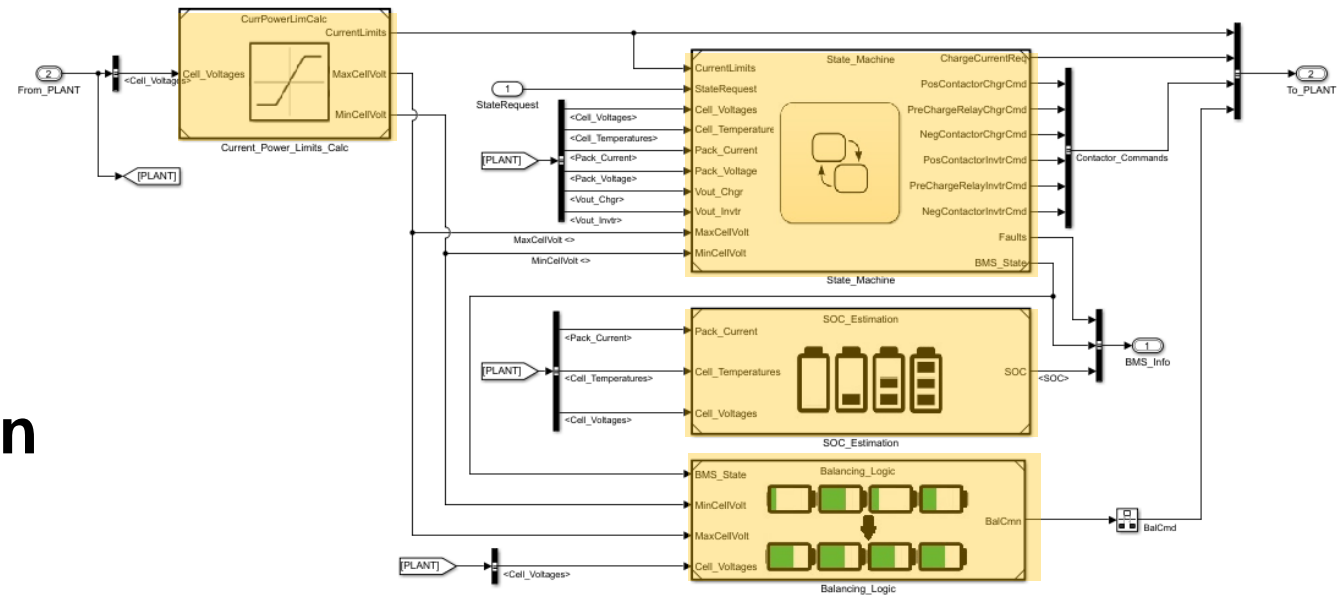 CurrPowerLimCalc
CurrentLimits
Cell_Voltages
MaxCellVolt
MinCellVolt
Current_Power_Limits_Calc
2
From_PLANT
<Cell_Voltages>
[PLANT]
1
StateRequest
[PLANT]
<Cell_Voltages>
<Cell_Temperatures>
<Pack_Current>
<Pack_Voltage>
<Vout_Chgr>
<Vout_Invtr>
MaxCellVolt <>
MinCellVolt <>
State_Machine
CurrentLimits
StateRequest
Cell_Voltages
Cell_Temperature
Pack_Current
Pack_Voltage
Vout_Chgr
Vout_Invtr
MaxCellVolt
MinCellVolt
ChargeCurrentReq
PosContactorChgrCmd
PreChargeRelayChgrCmd
NegContactorChgrCmd
PosContactorInvtrCmd
PreChargeRelayInvtrCmd
NegContactorInvtrCmd
Faults
BMS_State
State_Machine
Contactor_Commands
2
To_PLANT
[PLANT]
<Pack_Current>
<Cell_Temperatures>
<Cell_Voltages>
SOC_Estimation
Pack_Current
Cell_Temperatures
Cell_Voltages
SOC
<SOC>
SOC_Estimation
1
BMS_Info
n
Balancing_Logic
BMS_State
MinCellVolt
MaxCellVolt
Cell_Voltages
BalCmn
BalCmd
[PLANT]
<Cell_Voltages>
Balancing_Logic